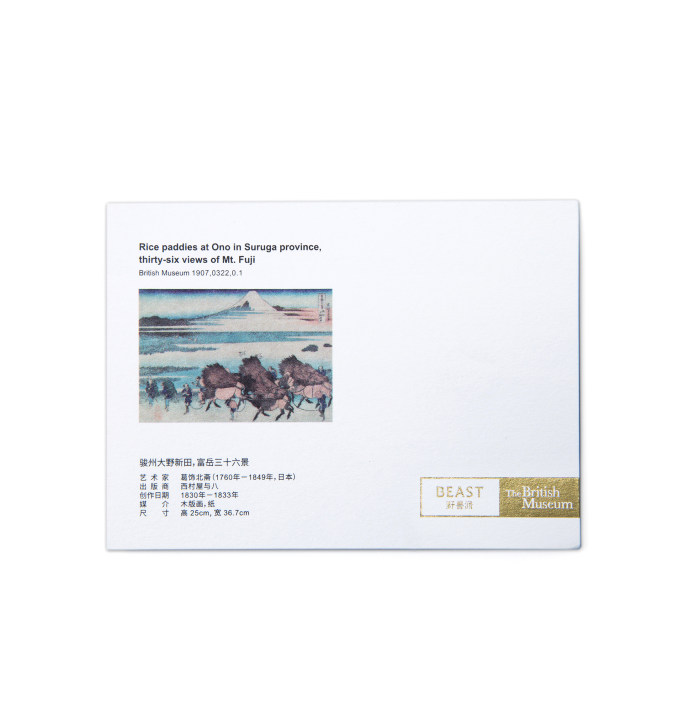 Rice paddies at Ono in Suruga province,
thirty-six views of Mt. Fuji
British Museum 1907,0322,0.1
骏州大野新田，富岳三十六景
艺术家 葛饰北斋（1760年－1849年，日本）
出版商 西村屋与八
创作日期 1830年－1833年
媒介 木版画，纸
尺寸 高 25cm, 宽 36.7cm
BEAST
野兽派
The British
Museum